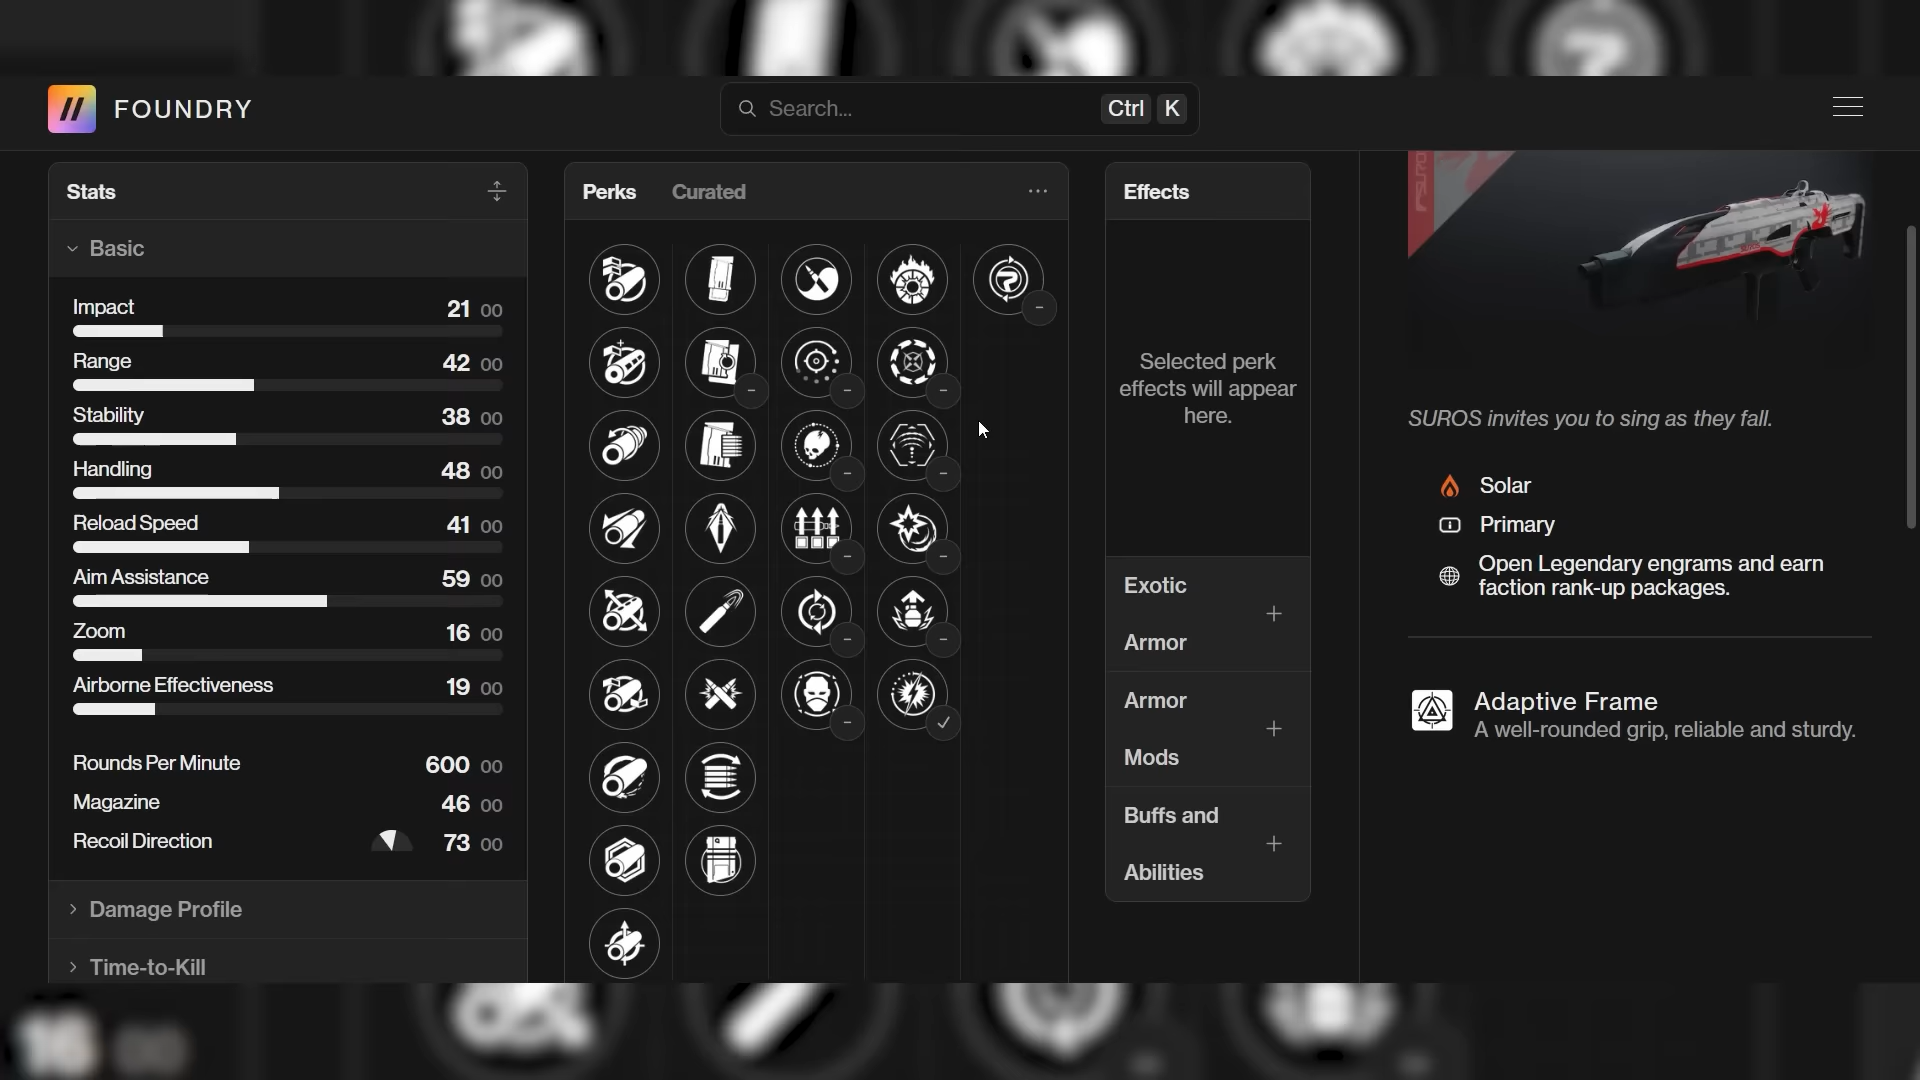 FOUNDRY
Search...
Ctrl K
Stats
Basic
Impact 21 00
Range 42 00
Stability 38 00
Handling 48 00
Reload Speed 41 00
Aim Assistance 59 00
Zoom 16 00
Airborne Effectiveness 19 00
Rounds Per Minute 600 00
Magazine 46 00
Recoil Direction 73 00
Damage Profile
Time-to-Kill
Perks Curated
Effects
Selected perk
effects will appear
here.
Exotic
Armor
Armor
Mods
Buffs and
Abilities
SUROS
SUROS invites you to sing as they fall.
Solar
Primary
Open Legendary engrams and earn
faction rank-up packages.
Adaptive Frame
A well-rounded grip, reliable and sturdy.
16 00